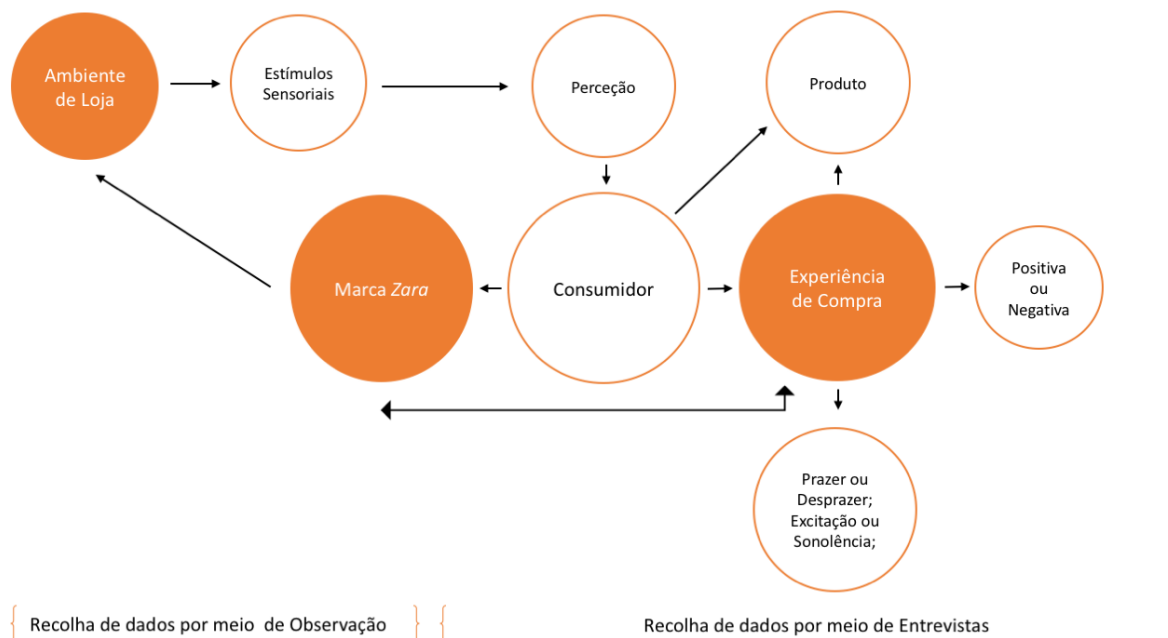 Ambiente
de Loja
Estímulos
Sensoriais
Perceção
Produto
Marca Zara
Consumidor
Experiência
de Compra
Positiva
ou
Negativa
Prazer ou
Desprazer;
Excitação ou
Sonolência;
{ Recolha de dados por meio  de Observação }
{ Recolha de dados por meio de Entrevistas